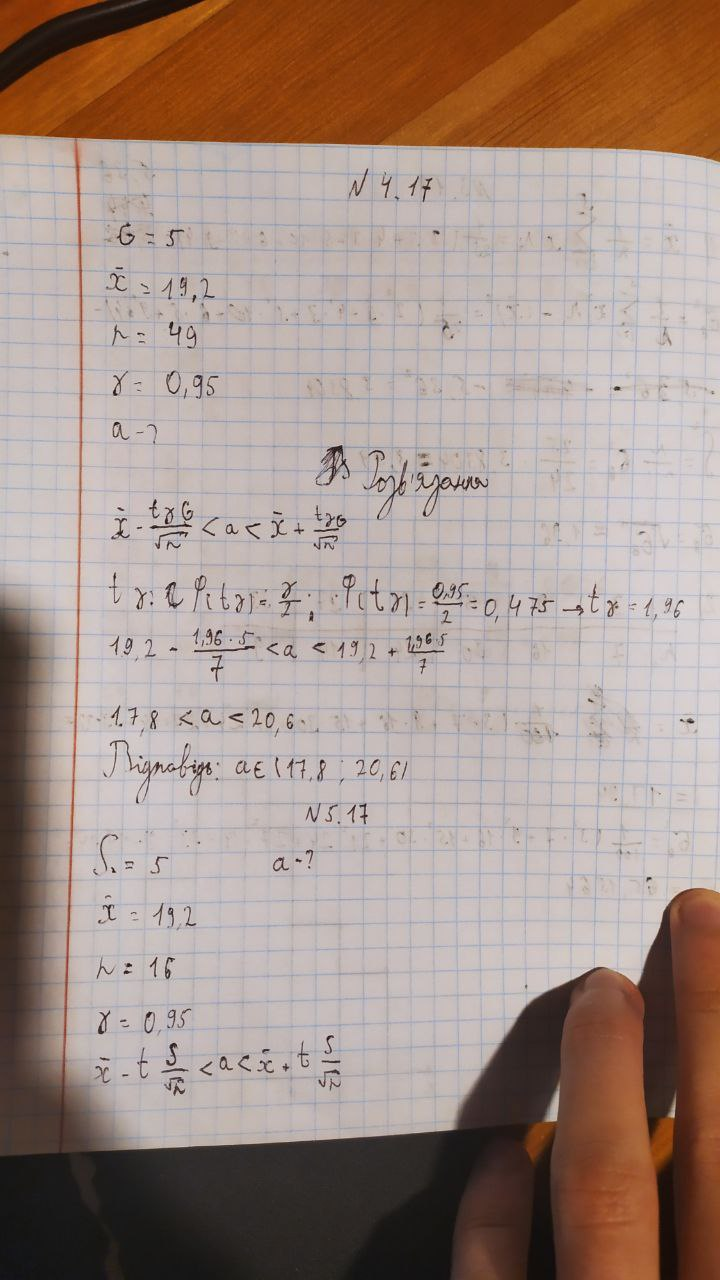 N 4.17
σ = 5
x̄ = 19,2
n = 49
γ = 0,95
a - ?
Розв'язання
x̄ - tγσ/√n < a < x̄ + tγσ/√n
tγ: φ(tγ) = γ/2; φ(tγ) = 0,95/2 = 0,475 → tγ = 1,96
19,2 - 1,96·5/7 < a < 19,2 + 1,96·5/7
17,8 < a < 20,6
Відповідь: a ∈ (17,8 ; 20,6)
N 5.17
S = 5 a - ?
x̄ = 19,2
n = 16
γ = 0,95
x̄ - t S/√n < a < x̄ + t S/√n